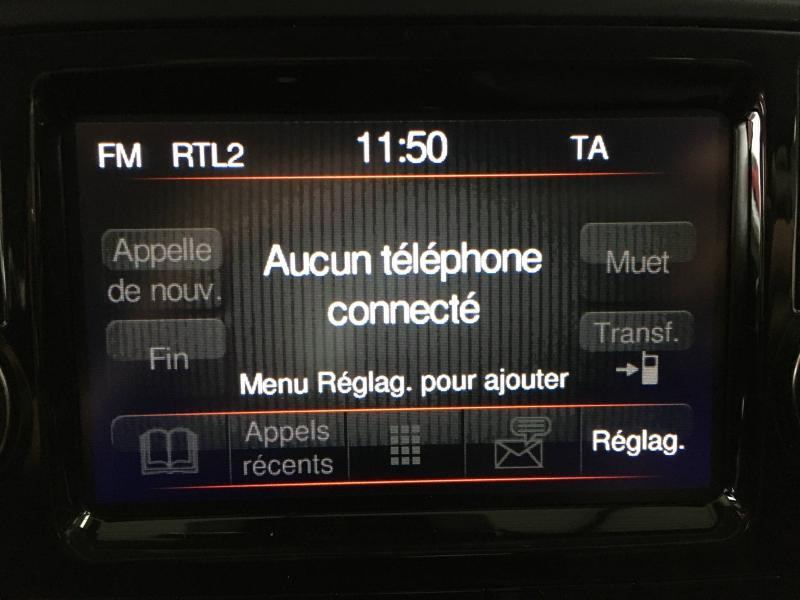 FM RTL2 11:50 TA
Appelle
de nouv.
Aucun téléphone
connecté
Muet
Fin
Transf.
Menu Réglag. pour ajouter
Appels
récents
Réglag.